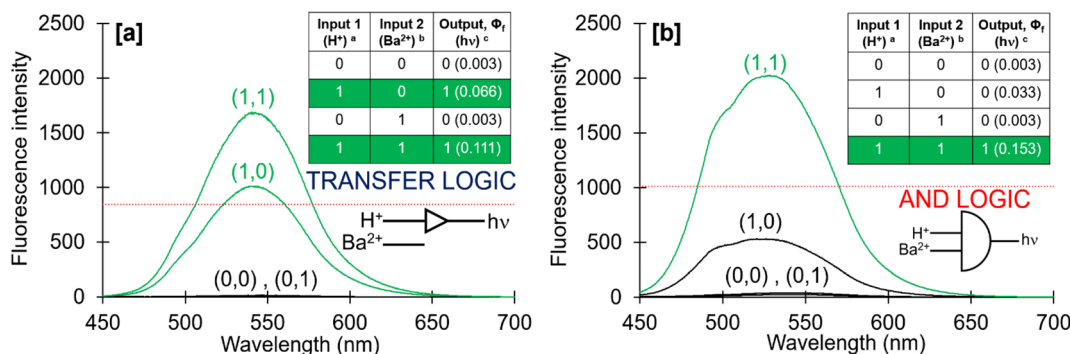 [a]
Input 1 (H⁺) ᵃ	Input 2 (Ba²⁺) ᵇ	Output, Φf (hν) ᶜ
0	0	0 (0.003)
1	0	1 (0.066)
0	1	0 (0.003)
1	1	1 (0.111)
Fluorescence intensity
2500
2000
1500
1000
500
0
(1,1)
(1,0)
(0,0) , (0,1)
TRANSFER LOGIC
H⁺
hν
Ba²⁺
450 500 550 600 650 700
Wavelength (nm)
[b]
Input 1 (H⁺) ᵃ	Input 2 (Ba²⁺) ᵇ	Output, Φf (hν) ᶜ
0	0	0 (0.003)
1	0	0 (0.033)
0	1	0 (0.003)
1	1	1 (0.153)
Fluorescence intensity
2500
2000
1500
1000
500
0
(1,1)
(1,0)
(0,0) , (0,1)
AND LOGIC
H⁺
Ba²⁺
hν
450 500 550 600 650 700
Wavelength (nm)